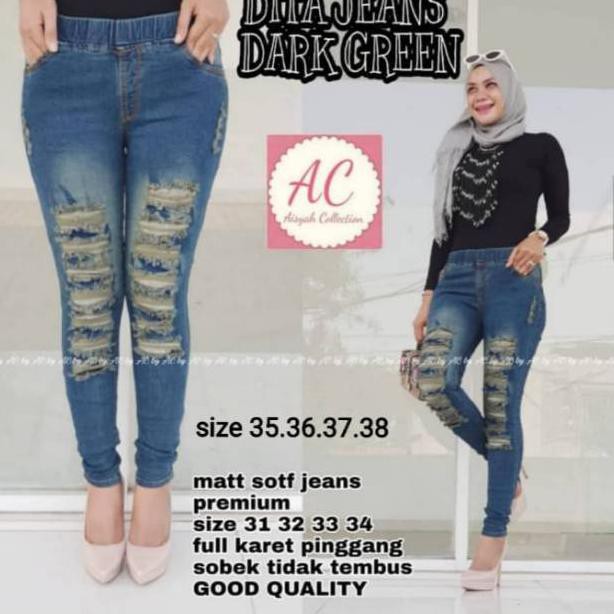 DITA JEANS
DARK GREEN
AC
Aisyah Collection
size 35.36.37.38
matt sotf jeans
premium
size 31 32 33 34
full karet pinggang
sobek tidak tembus
GOOD QUALITY